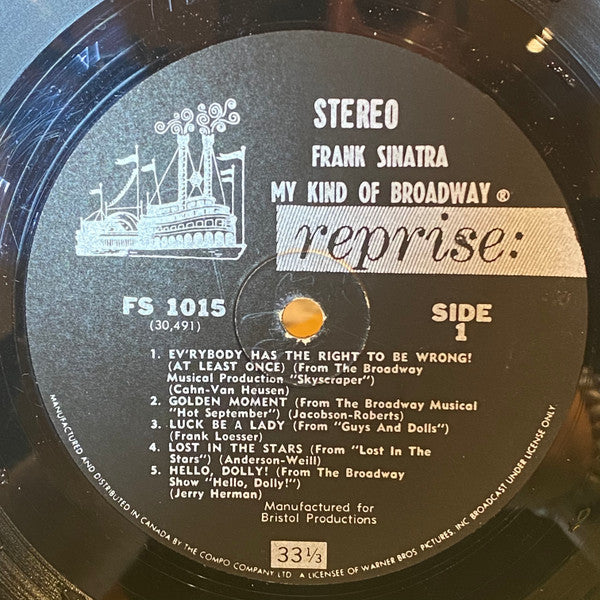 STEREO
FRANK SINATRA
MY KIND OF BROADWAY ®
reprise:
FS 1015
(30,491)
SIDE
1
1. EV'RYBODY HAS THE RIGHT TO BE WRONG!
(AT LEAST ONCE) (From The Broadway
Musical Production "Skyscraper")
(Cahn-Van Heusen)
2. GOLDEN MOMENT (From The Broadway Musical
"Hot September") (Jacobson-Roberts)
3. LUCK BE A LADY (From "Guys And Dolls")
(Frank Loesser)
4. LOST IN THE STARS (From "Lost In The
Stars") (Anderson-Weill)
5. HELLO, DOLLY! (From The Broadway
Show "Hello, Dolly!")
(Jerry Herman)
Manufactured for
Bristol Productions
33⅓
MANUFACTURED AND DISTRIBUTED IN CANADA BY THE COMPO COMPANY LTD A LICENSEE OF WARNER BROS. PICTURES, INC BROADCAST UNDER LICENSE ONLY.